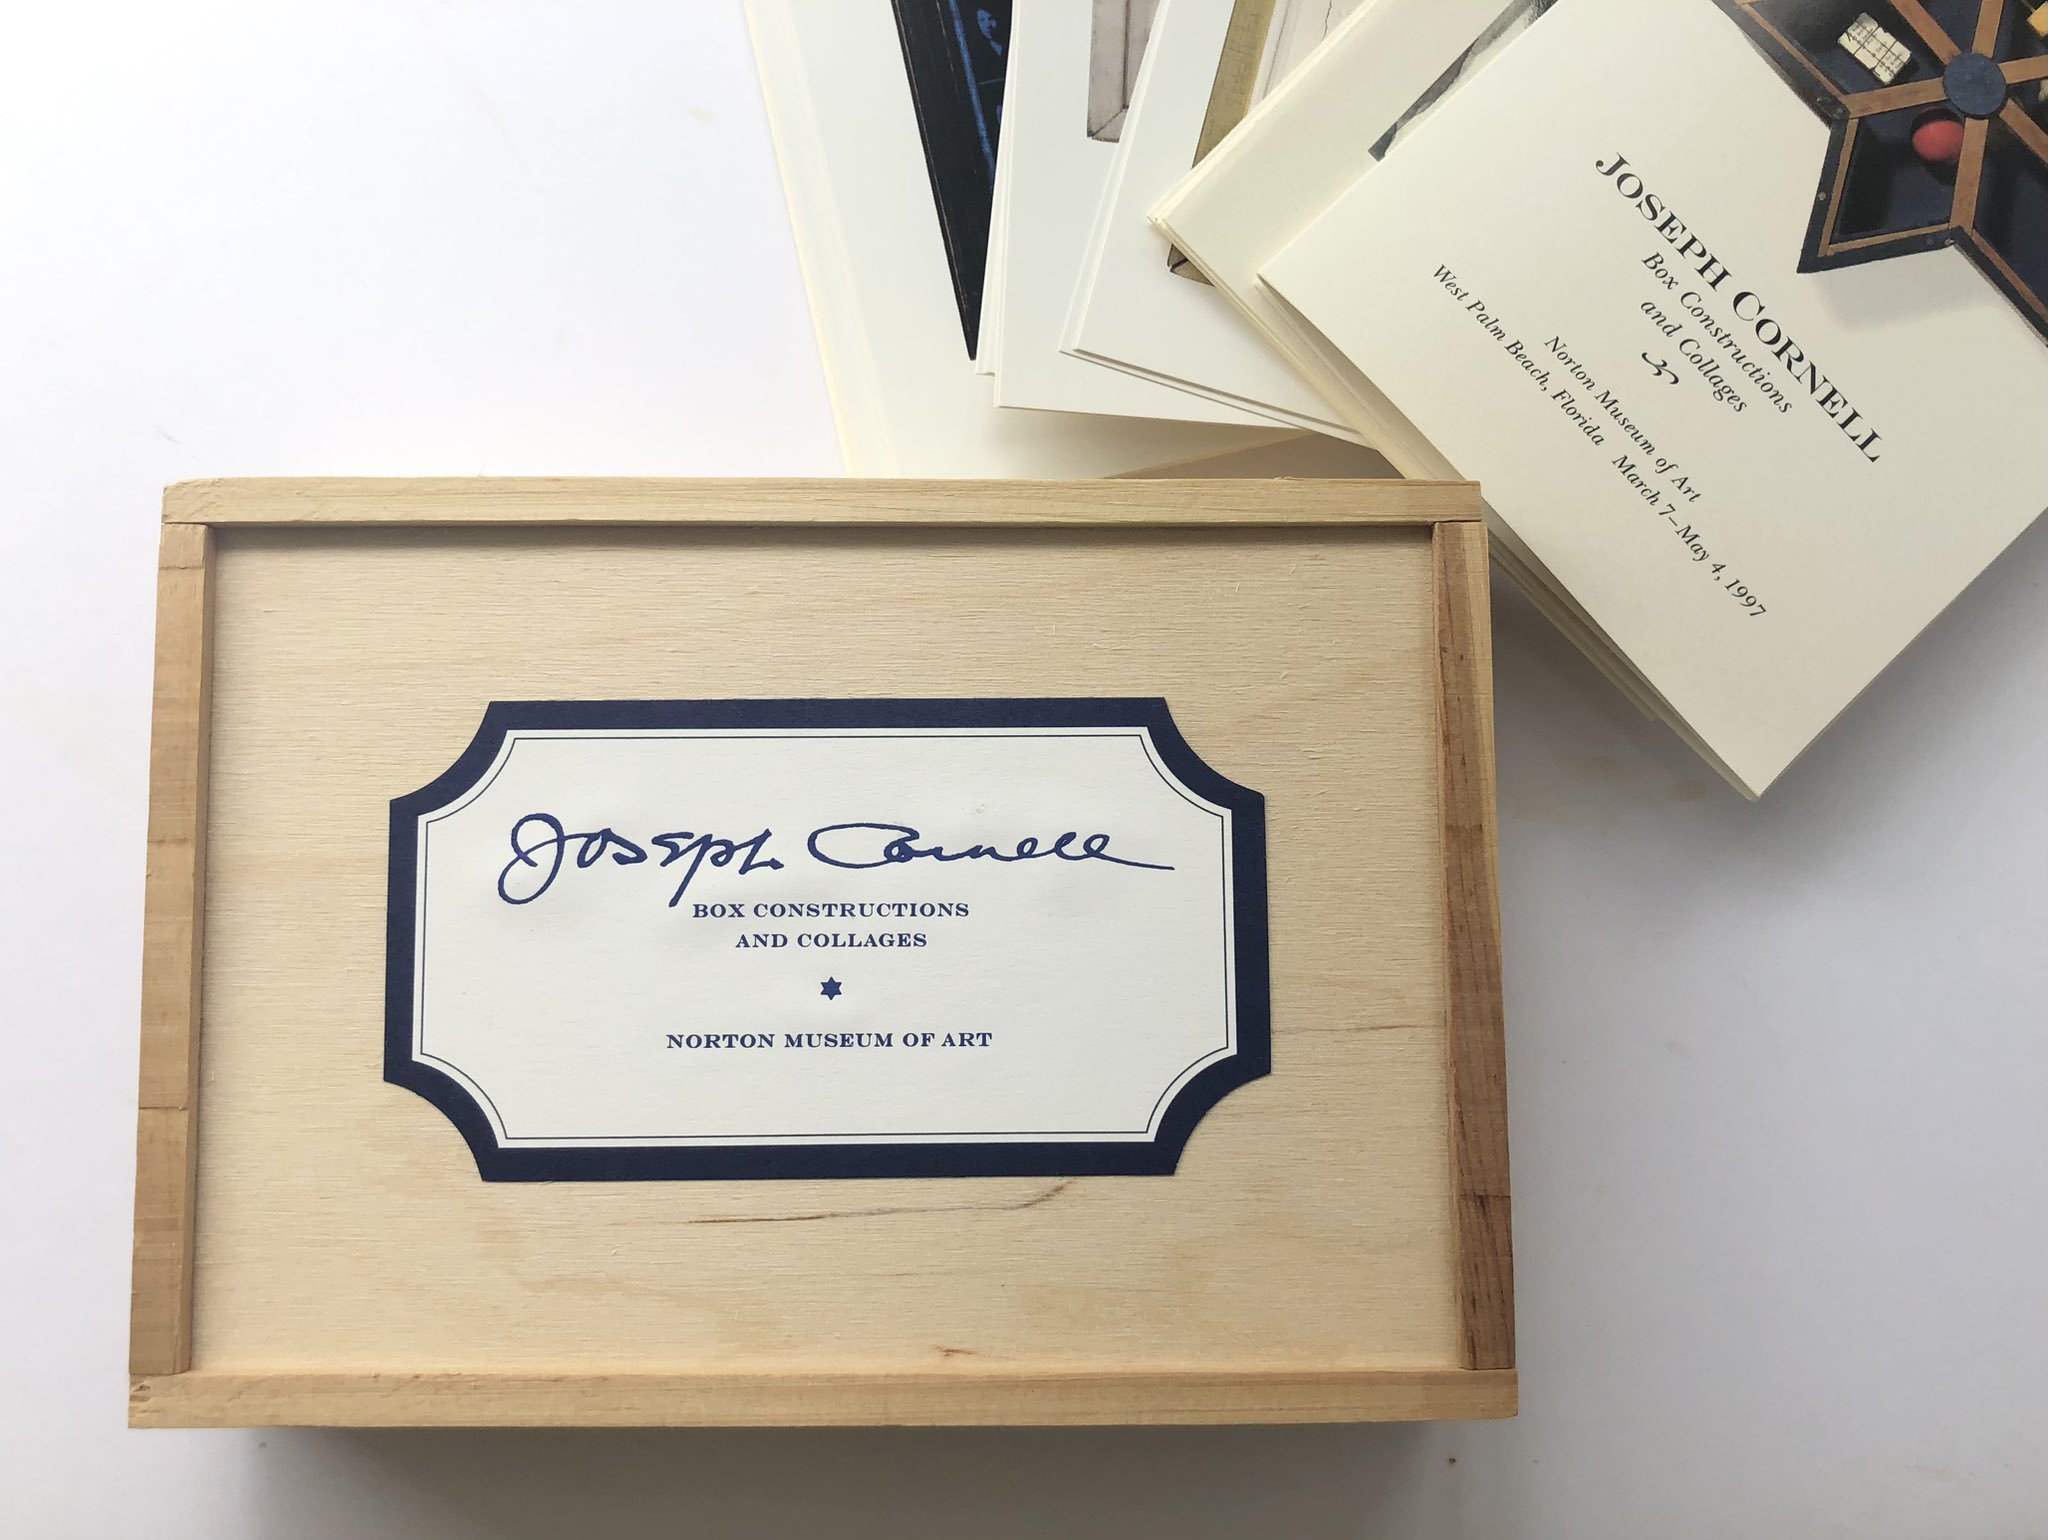 JOSEPH CORNELL
Box Constructions
and Collages
Norton Museum of Art
West Palm Beach, Florida March 7–May 4, 1997
Joseph Cornell
BOX CONSTRUCTIONS
AND COLLAGES
NORTON MUSEUM OF ART